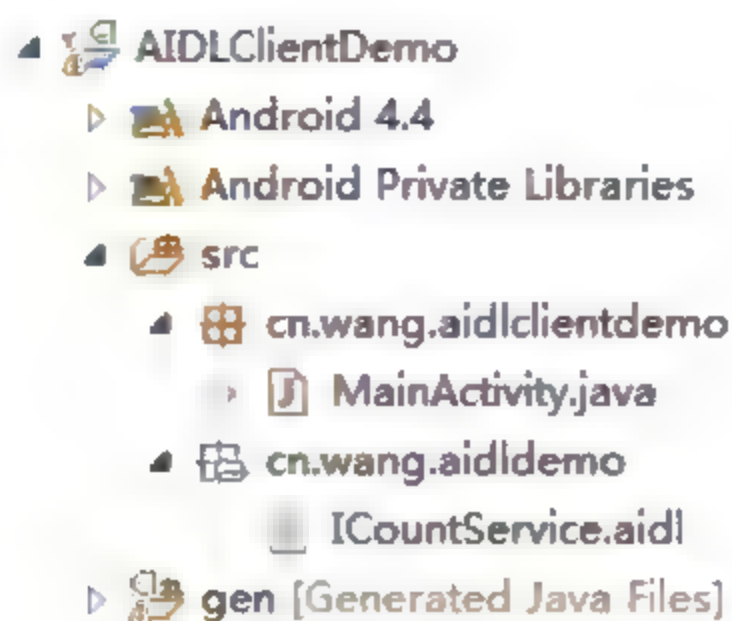 AIDLClientDemo
Android 4.4
Android Private Libraries
src
cn.wang.aidlclientdemo
MainActivity.java
cn.wang.aidldemo
ICountService.aidl
gen [Generated Java Files]